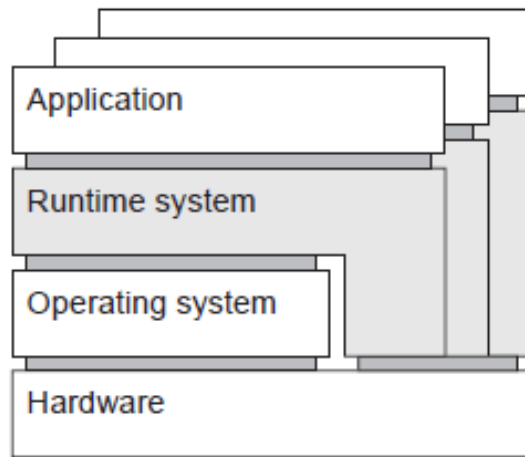 Application
Runtime system
Operating system
Hardware